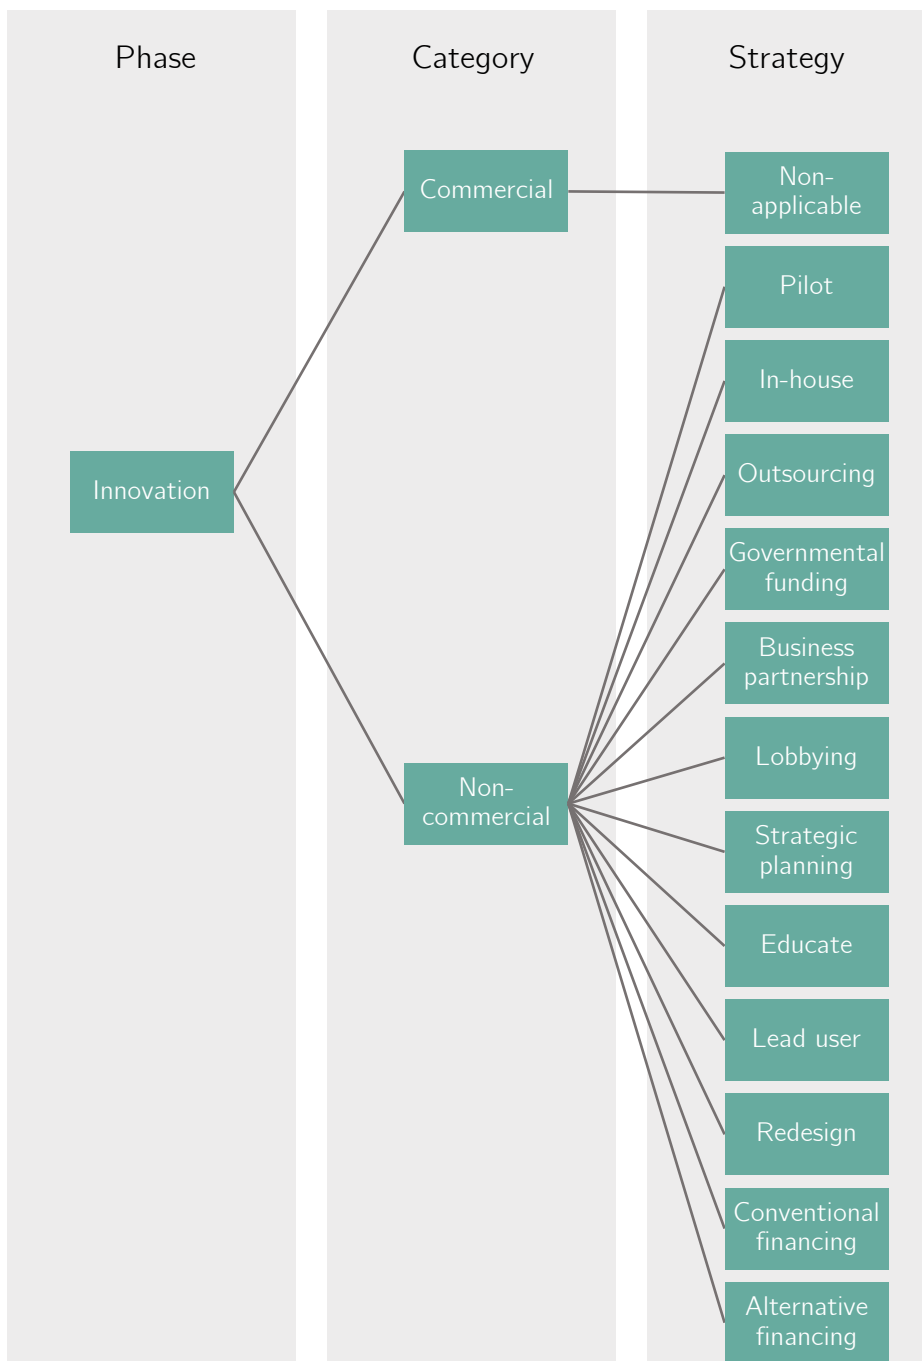 Phase
Category
Strategy
Commercial
Non-
applicable
Pilot
In-house
Innovation
Outsourcing
Governmental
funding
Business
partnership
Non-
commercial
Lobbying
Strategic
planning
Educate
Lead user
Redesign
Conventional
financing
Alternative
financing